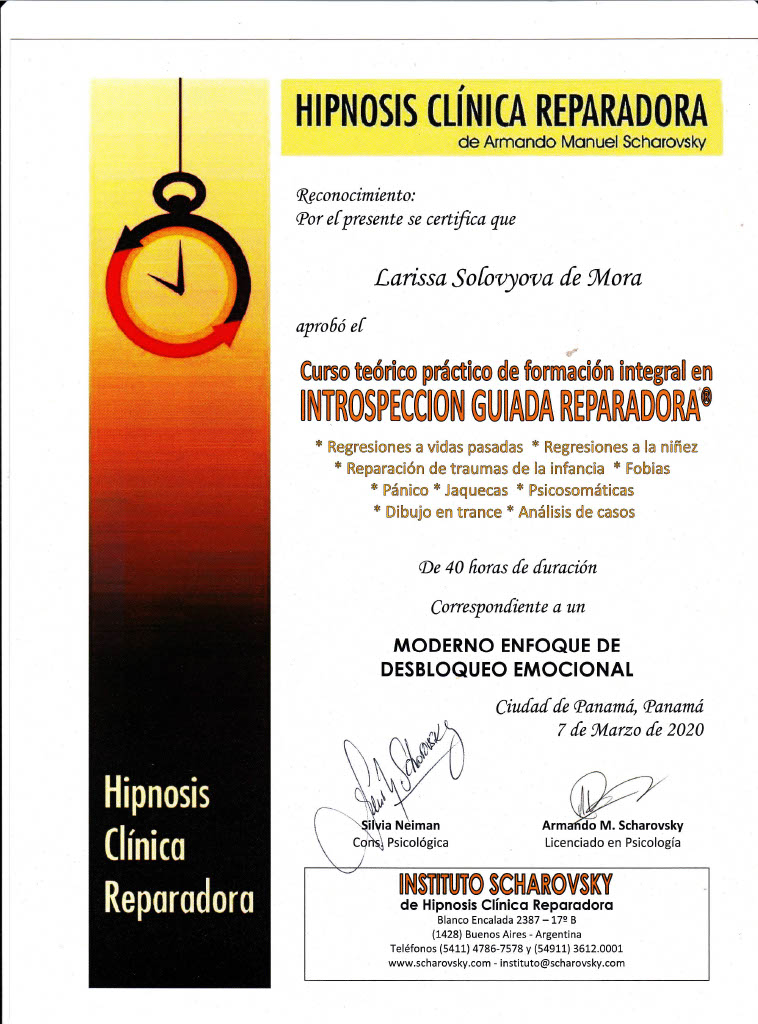 HIPNOSIS CLÍNICA REPARADORA
de Armando Manuel Scharovsky
Reconocimiento:
Por el presente se certifica que
Larissa Solovyova de Mora
aprobó el
Curso teórico práctico de formación integral en
INTROSPECCION GUIADA REPARADORA®
* Regresiones a vidas pasadas * Regresiones a la niñez
* Reparación de traumas de la infancia * Fobias
* Pánico * Jaquecas * Psicosomáticas
* Dibujo en trance * Análisis de casos
De 40 horas de duración
Correspondiente a un
MODERNO ENFOQUE DE
DESBLOQUEO EMOCIONAL
Ciudad de Panamá, Panamá
7 de Marzo de 2020
Silvia Neiman
Cons. Psicológica
Armando M. Scharovsky
Licenciado en Psicología
INSTITUTO SCHAROVSKY
de Hipnosis Clínica Reparadora
Blanco Encalada 2387 – 17º B
(1428) Buenos Aires - Argentina
Teléfonos (5411) 4786-7578 y (54911) 3612.0001
www.scharovsky.com - instituto@scharovsky.com
Hipnosis
Clínica
Reparadora